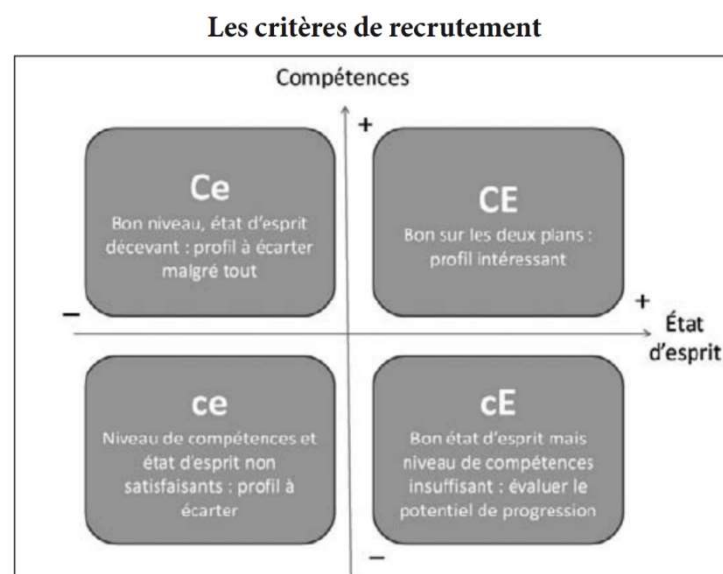 Les critères de recrutement
Compétences
+
Ce
Bon niveau, état d'esprit
décevant : profil à écarter
malgré tout
CE
Bon sur les deux plans :
profil intéressant
−
+
État
d'esprit
ce
Niveau de compétences et
état d'esprit non
satisfaisants : profil à
écarter
cE
Bon état d'esprit mais
niveau de compétences
insuffisant : évaluer le
potentiel de progression
−